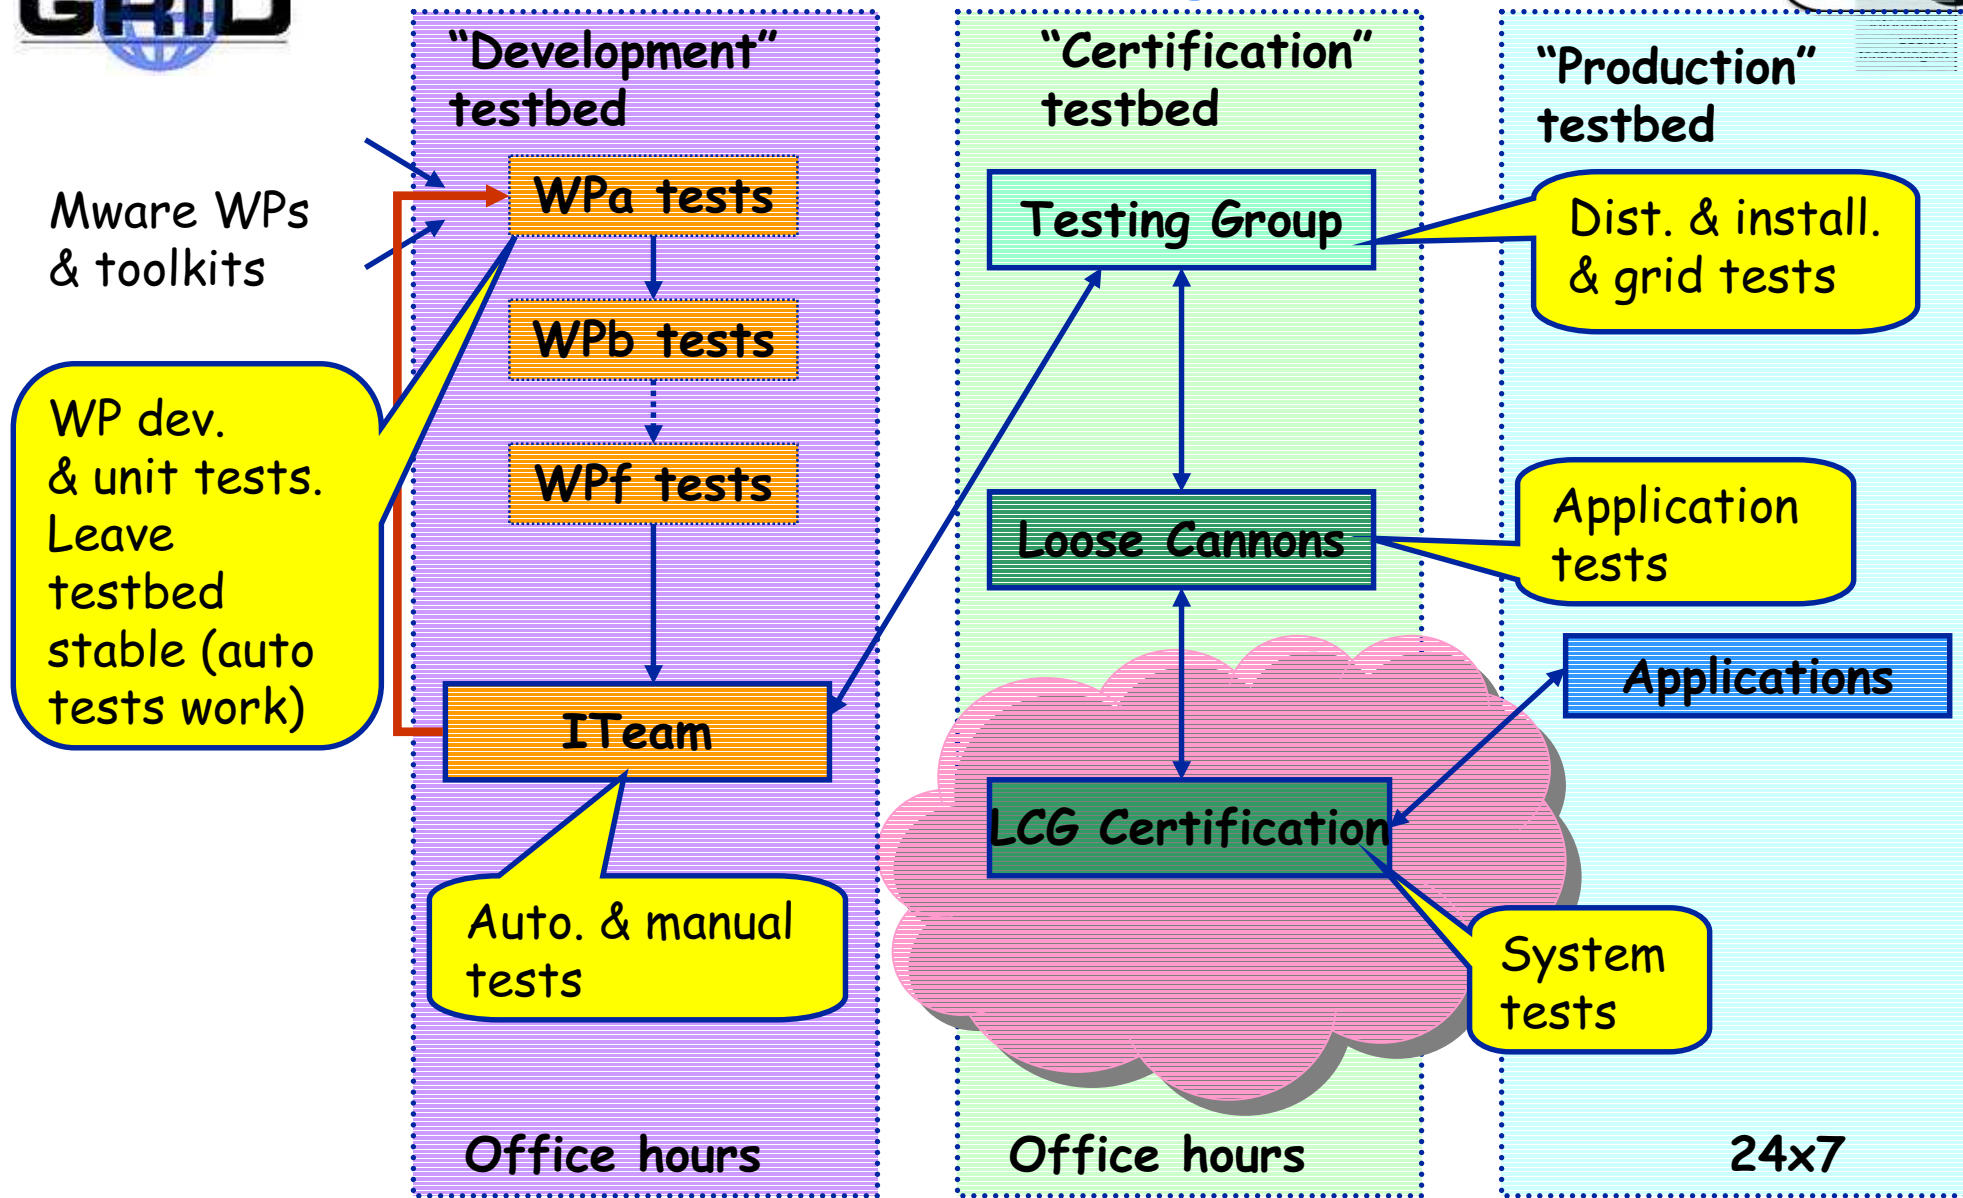 GRID
“Development”
testbed
“Certification”
testbed
“Production”
testbed
Mware WPs
& toolkits
WPa tests
WPb tests
WPf tests
ITeam
WP dev.
& unit tests.
Leave
testbed
stable (auto
tests work)
Auto. & manual
tests
Testing Group
Loose Cannons
LCG Certification
Dist. & install.
& grid tests
Application
tests
Applications
System
tests
Office hours
Office hours
24x7